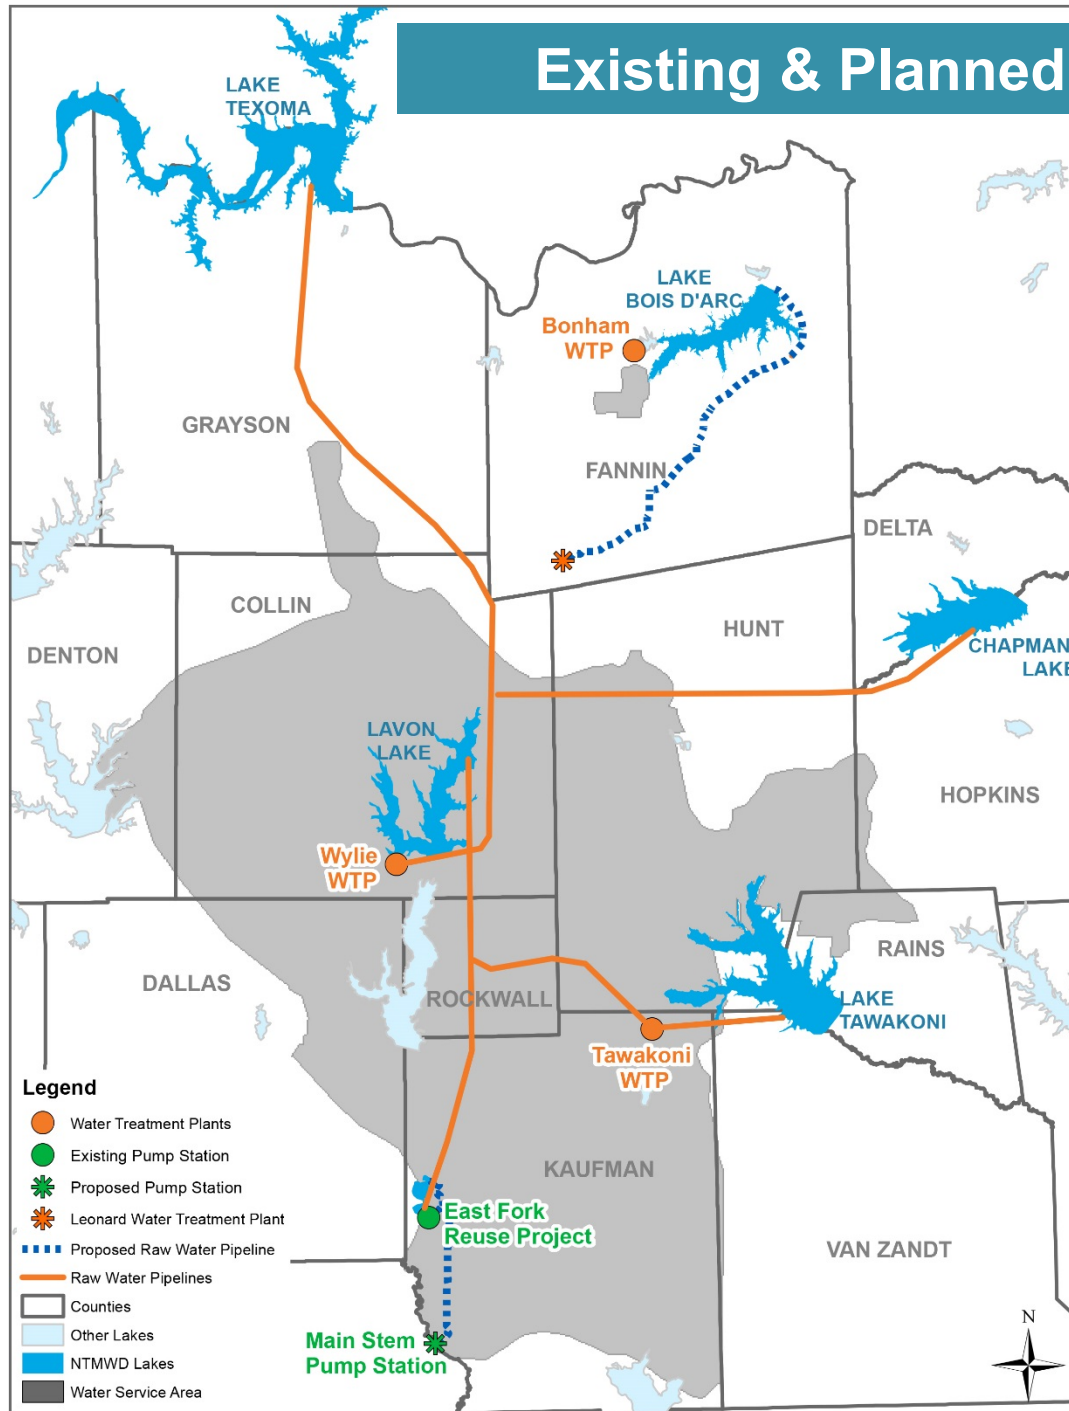 Existing & Planned
LAKE
TEXOMA
LAKE
BOIS D'ARC
Bonham
WTP
GRAYSON
FANNIN
DELTA
COLLIN
HUNT
DENTON
CHAPMAN
LAKE
LAVON
LAKE
HOPKINS
Wylie
WTP
RAINS
DALLAS
ROCKWALL
LAKE
TAWAKONI
Tawakoni
WTP
Legend
Water Treatment Plants
Existing Pump Station
Proposed Pump Station
Leonard Water Treatment Plant
Proposed Raw Water Pipeline
Raw Water Pipelines
Counties
Other Lakes
NTMWD Lakes
Water Service Area
KAUFMAN
East Fork
Reuse Project
VAN ZANDT
Main Stem
Pump Station
N